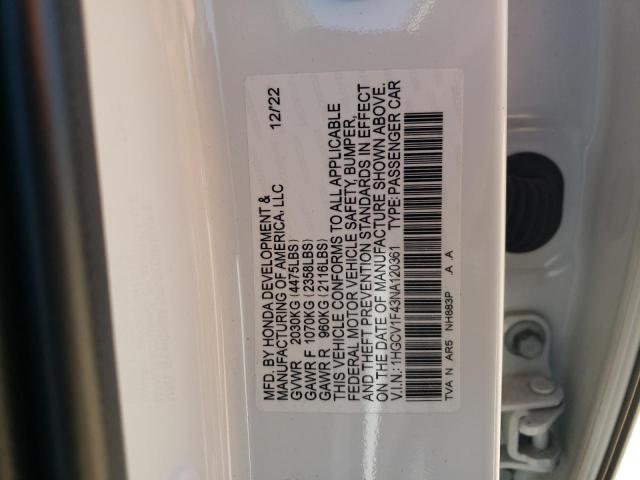 MFD. BY HONDA DEVELOPMENT &
MANUFACTURING OF AMERICA, LLC 12/22
GVWR 2030KG (4475LBS)
GAWR F 1070KG (2358LBS)
GAWR R 960KG (2116LBS)
THIS VEHICLE CONFORMS TO ALL APPLICABLE
FEDERAL MOTOR VEHICLE SAFETY, BUMPER,
AND THEFT PREVENTION STANDARDS IN EFFECT
ON THE DATE OF MANUFACTURE SHOWN ABOVE.
V.I.N.: 1HGCV1F43NA120361 TYPE: PASSENGER CAR
TVA N AR5 NH883P .A .A